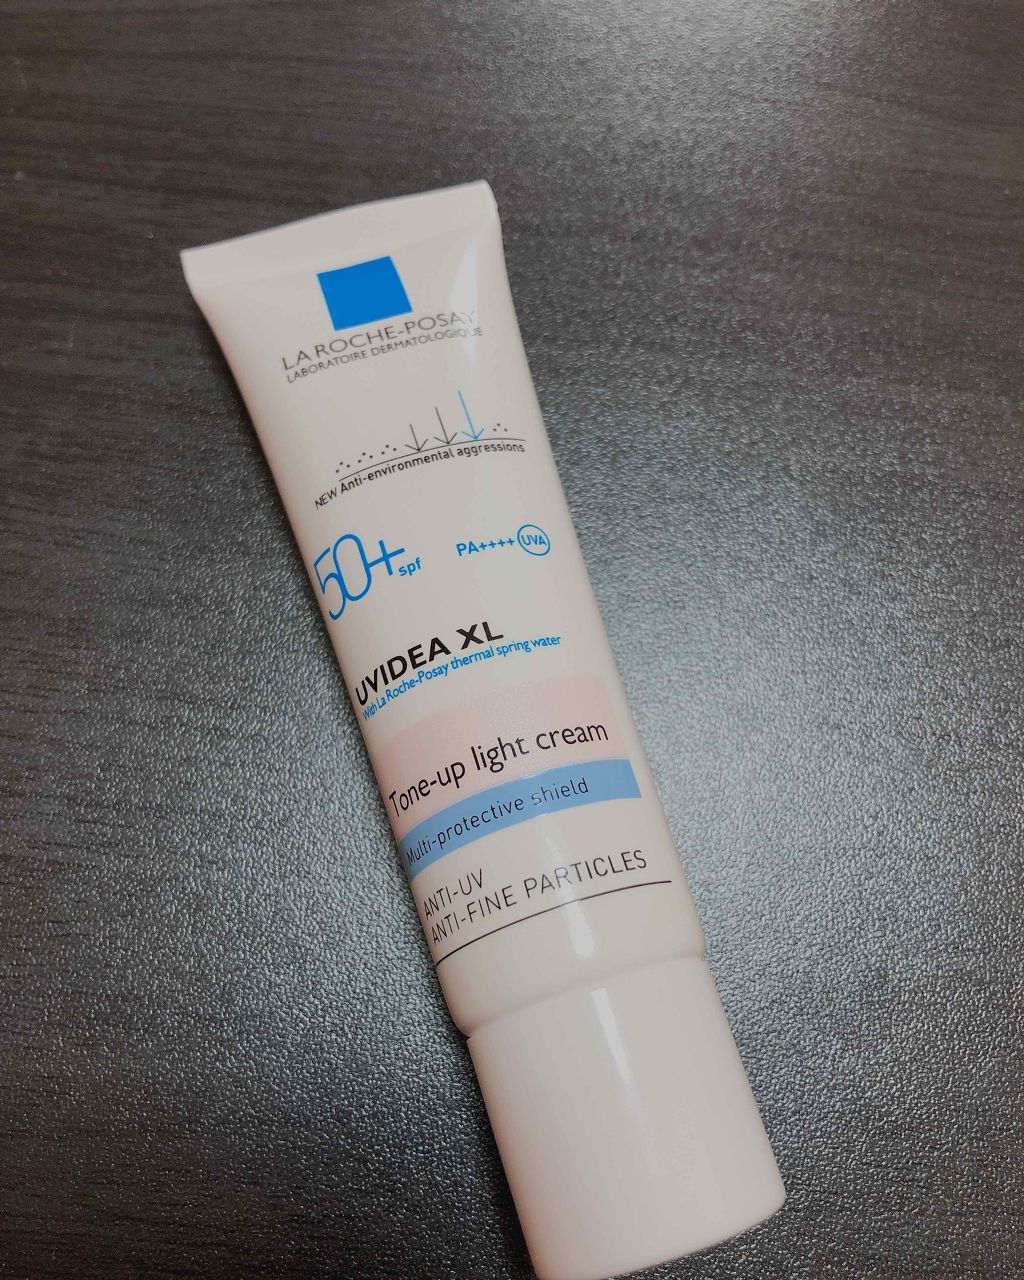 LA ROCHE-POSAY
LABORATOIRE DERMATOLOGIQUE
NEW Anti-environmental aggressions
50+ spf PA++++ UVA
UVIDEA XL
With La Roche-Posay thermal spring water
Tone-up light cream
Multi-protective shield
ANTI-UV
ANTI-FINE PARTICLES